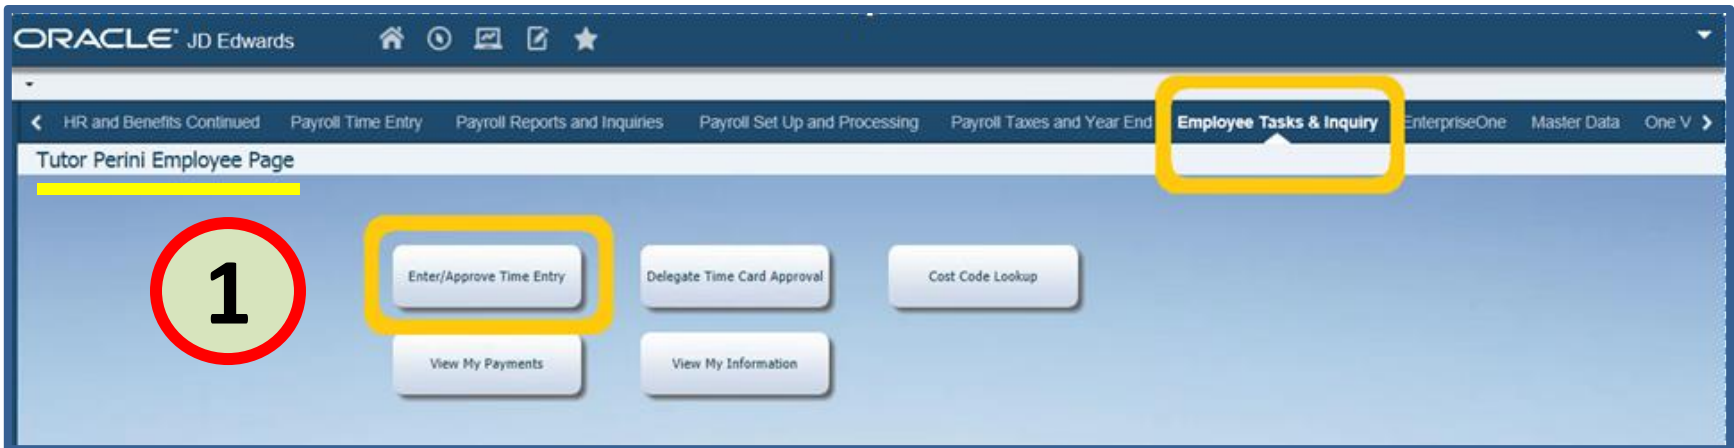 ORACLE® JD Edwards
HR and Benefits Continued Payroll Time Entry Payroll Reports and Inquiries Payroll Set Up and Processing Payroll Taxes and Year End Employee Tasks & Inquiry EnterpriseOne Master Data One V
Tutor Perini Employee Page
1
Enter/Approve Time Entry Delegate Time Card Approval Cost Code Lookup
View My Payments View My Information